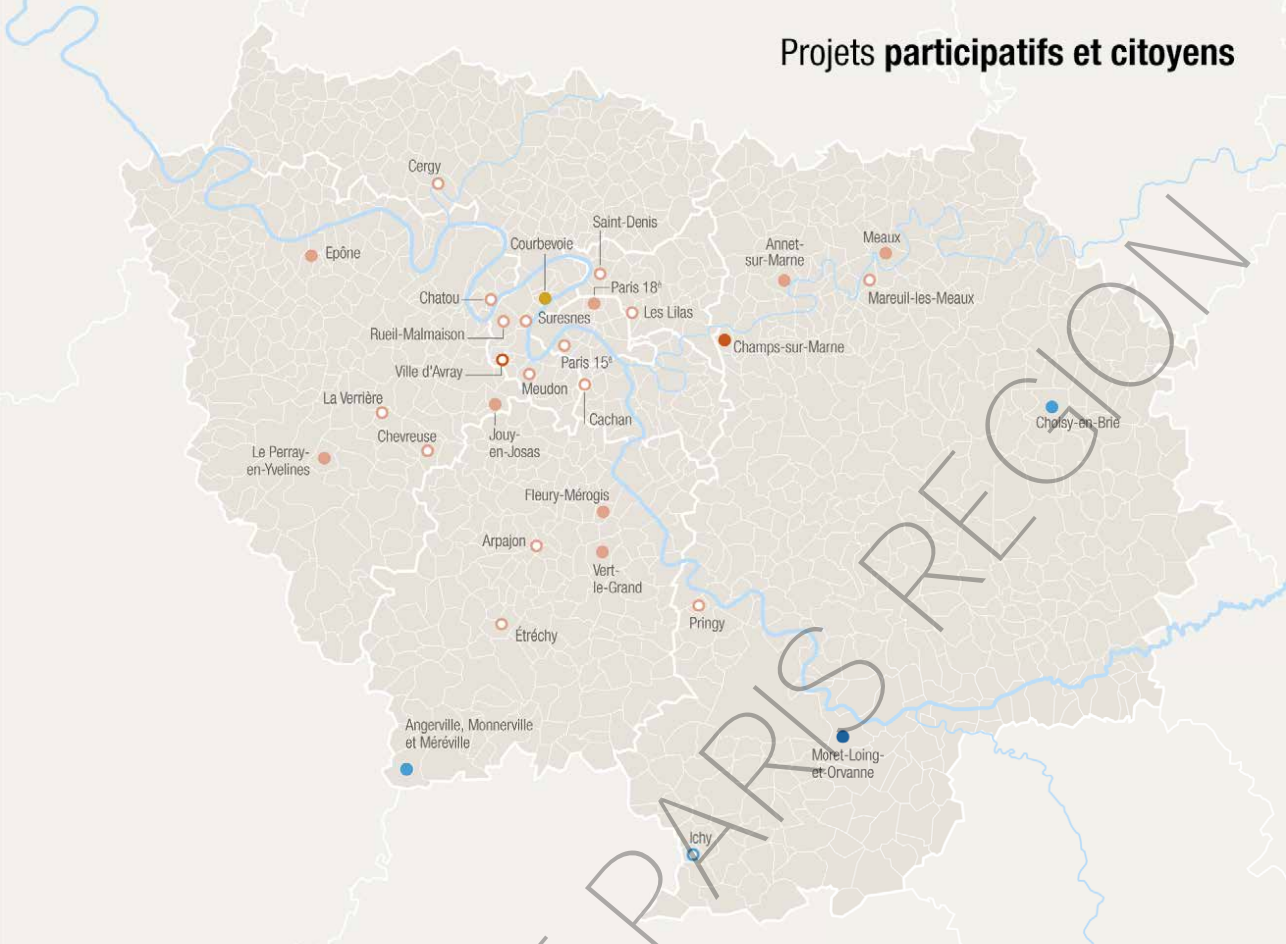 Projets participatifs et citoyens
Cergy
Saint-Denis
Courbevoie
Epône
Annet-
sur-Marne
Meaux
Paris 18e
Chatou
Mareuil-les-Meaux
Suresnes
Les Lilas
Rueil-Malmaison
Champs-sur-Marne
Paris 15e
Ville d'Avray
Meudon
La Verrière
Cachan
Choisy-en-Brie
Chevreuse
Jouy-
en-Josas
Le Perray-
en-Yvelines
Fleury-Mérogis
Arpajon
Vert-
le-Grand
Pringy
Étréchy
Angerville, Monnerville
et Méréville
Moret-Loing-
et-Orvanne
Ichy
PARIS REGION